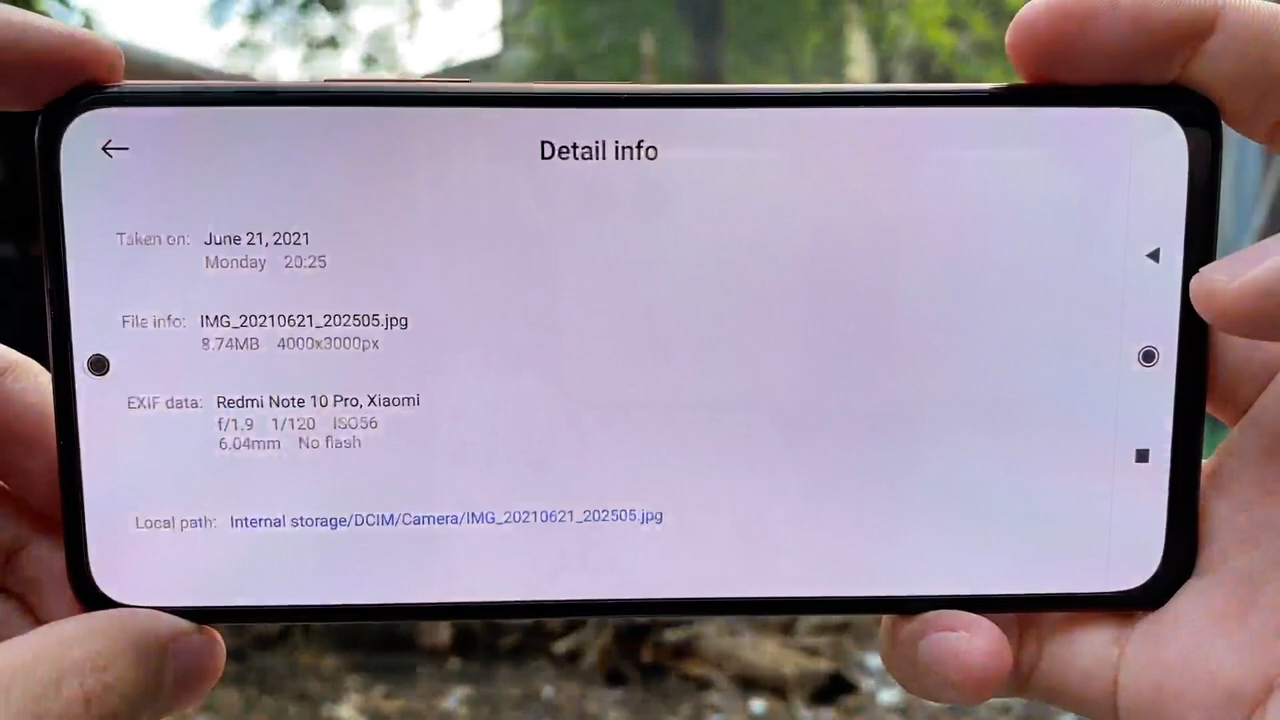 Detail info
Taken on: June 21, 2021
Monday 20:25
File info: IMG_20210621_202505.jpg
8.74MB 4000x3000px
EXIF data: Redmi Note 10 Pro, Xiaomi
f/1.9 1/120 ISO56
6.04mm No flash
Local path: Internal storage/DCIM/Camera/IMG_20210621_202505.jpg